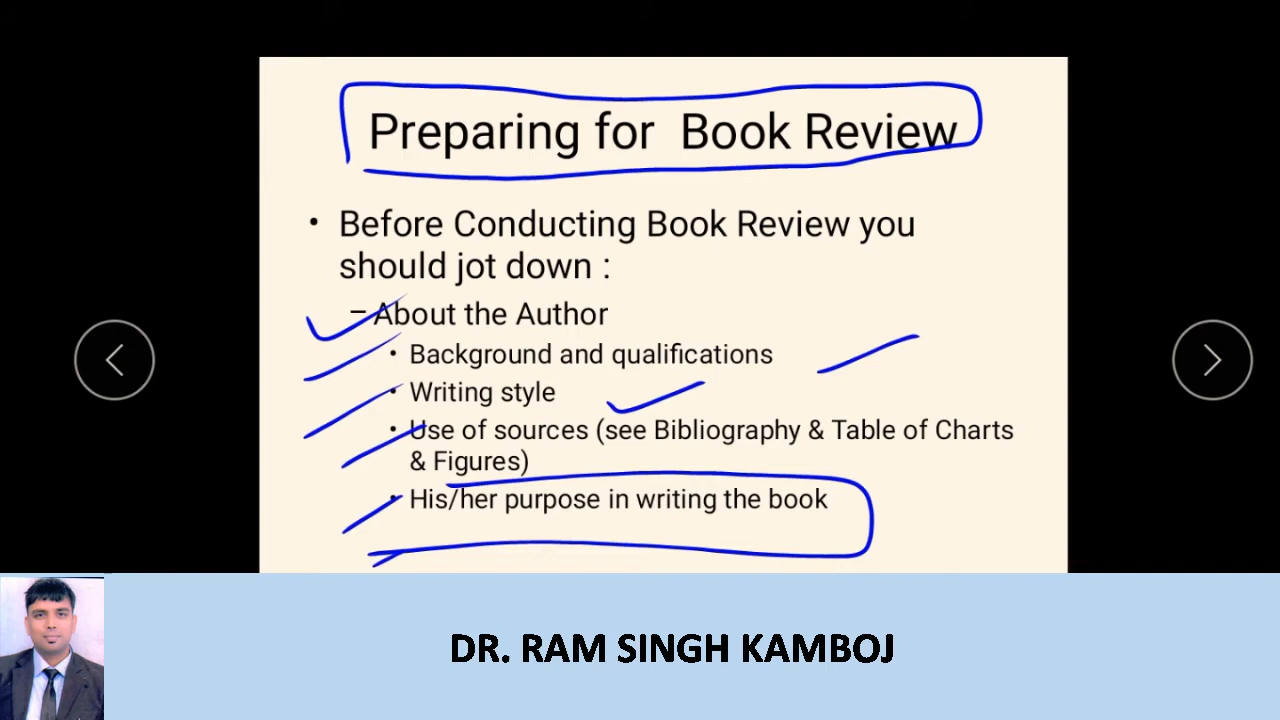 Preparing for Book Review
• Before Conducting Book Review you
should jot down :
– About the Author
• Background and qualifications
• Writing style
• Use of sources (see Bibliography & Table of Charts
& Figures)
• His/her purpose in writing the book
DR. RAM SINGH KAMBOJ